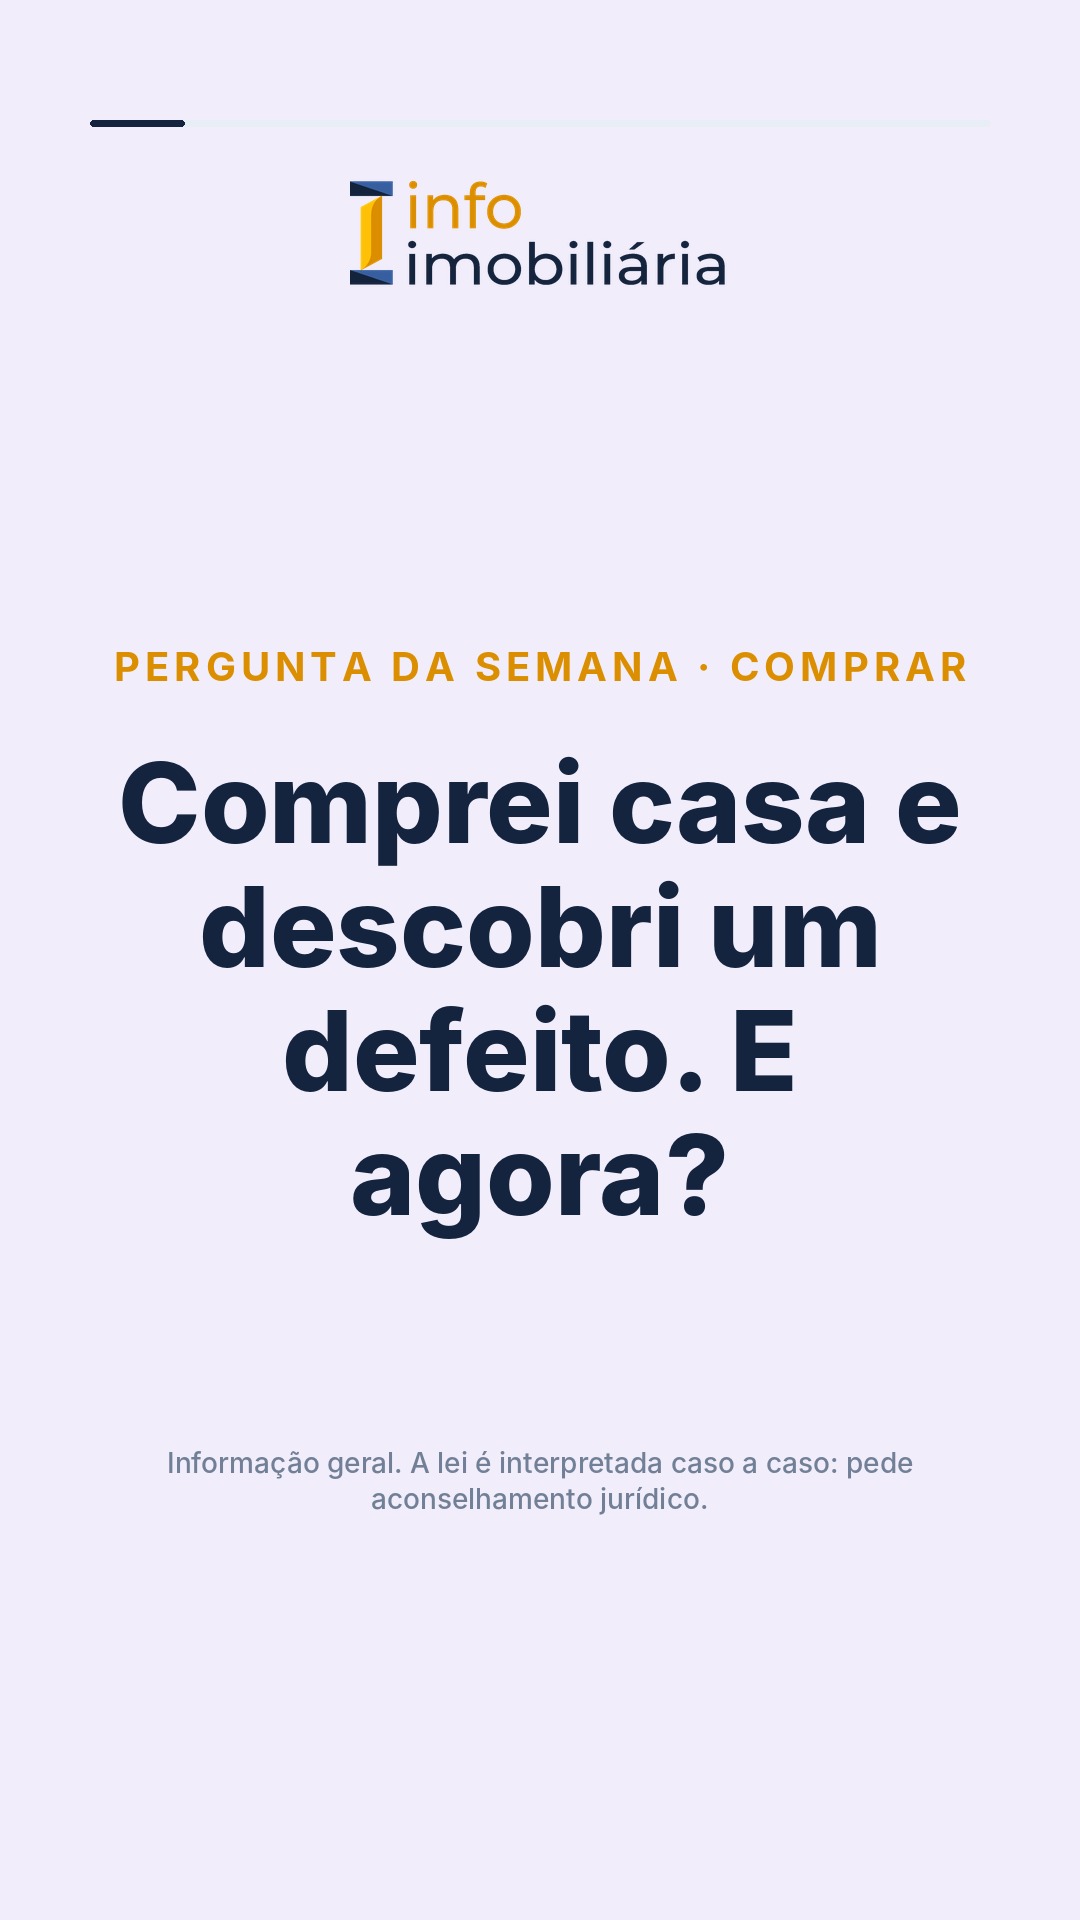 info
imobiliária
PERGUNTA DA SEMANA · COMPRAR
Comprei casa e
descobri um
defeito. E
agora?
Informação geral. A lei é interpretada caso a caso: pede
aconselhamento jurídico.